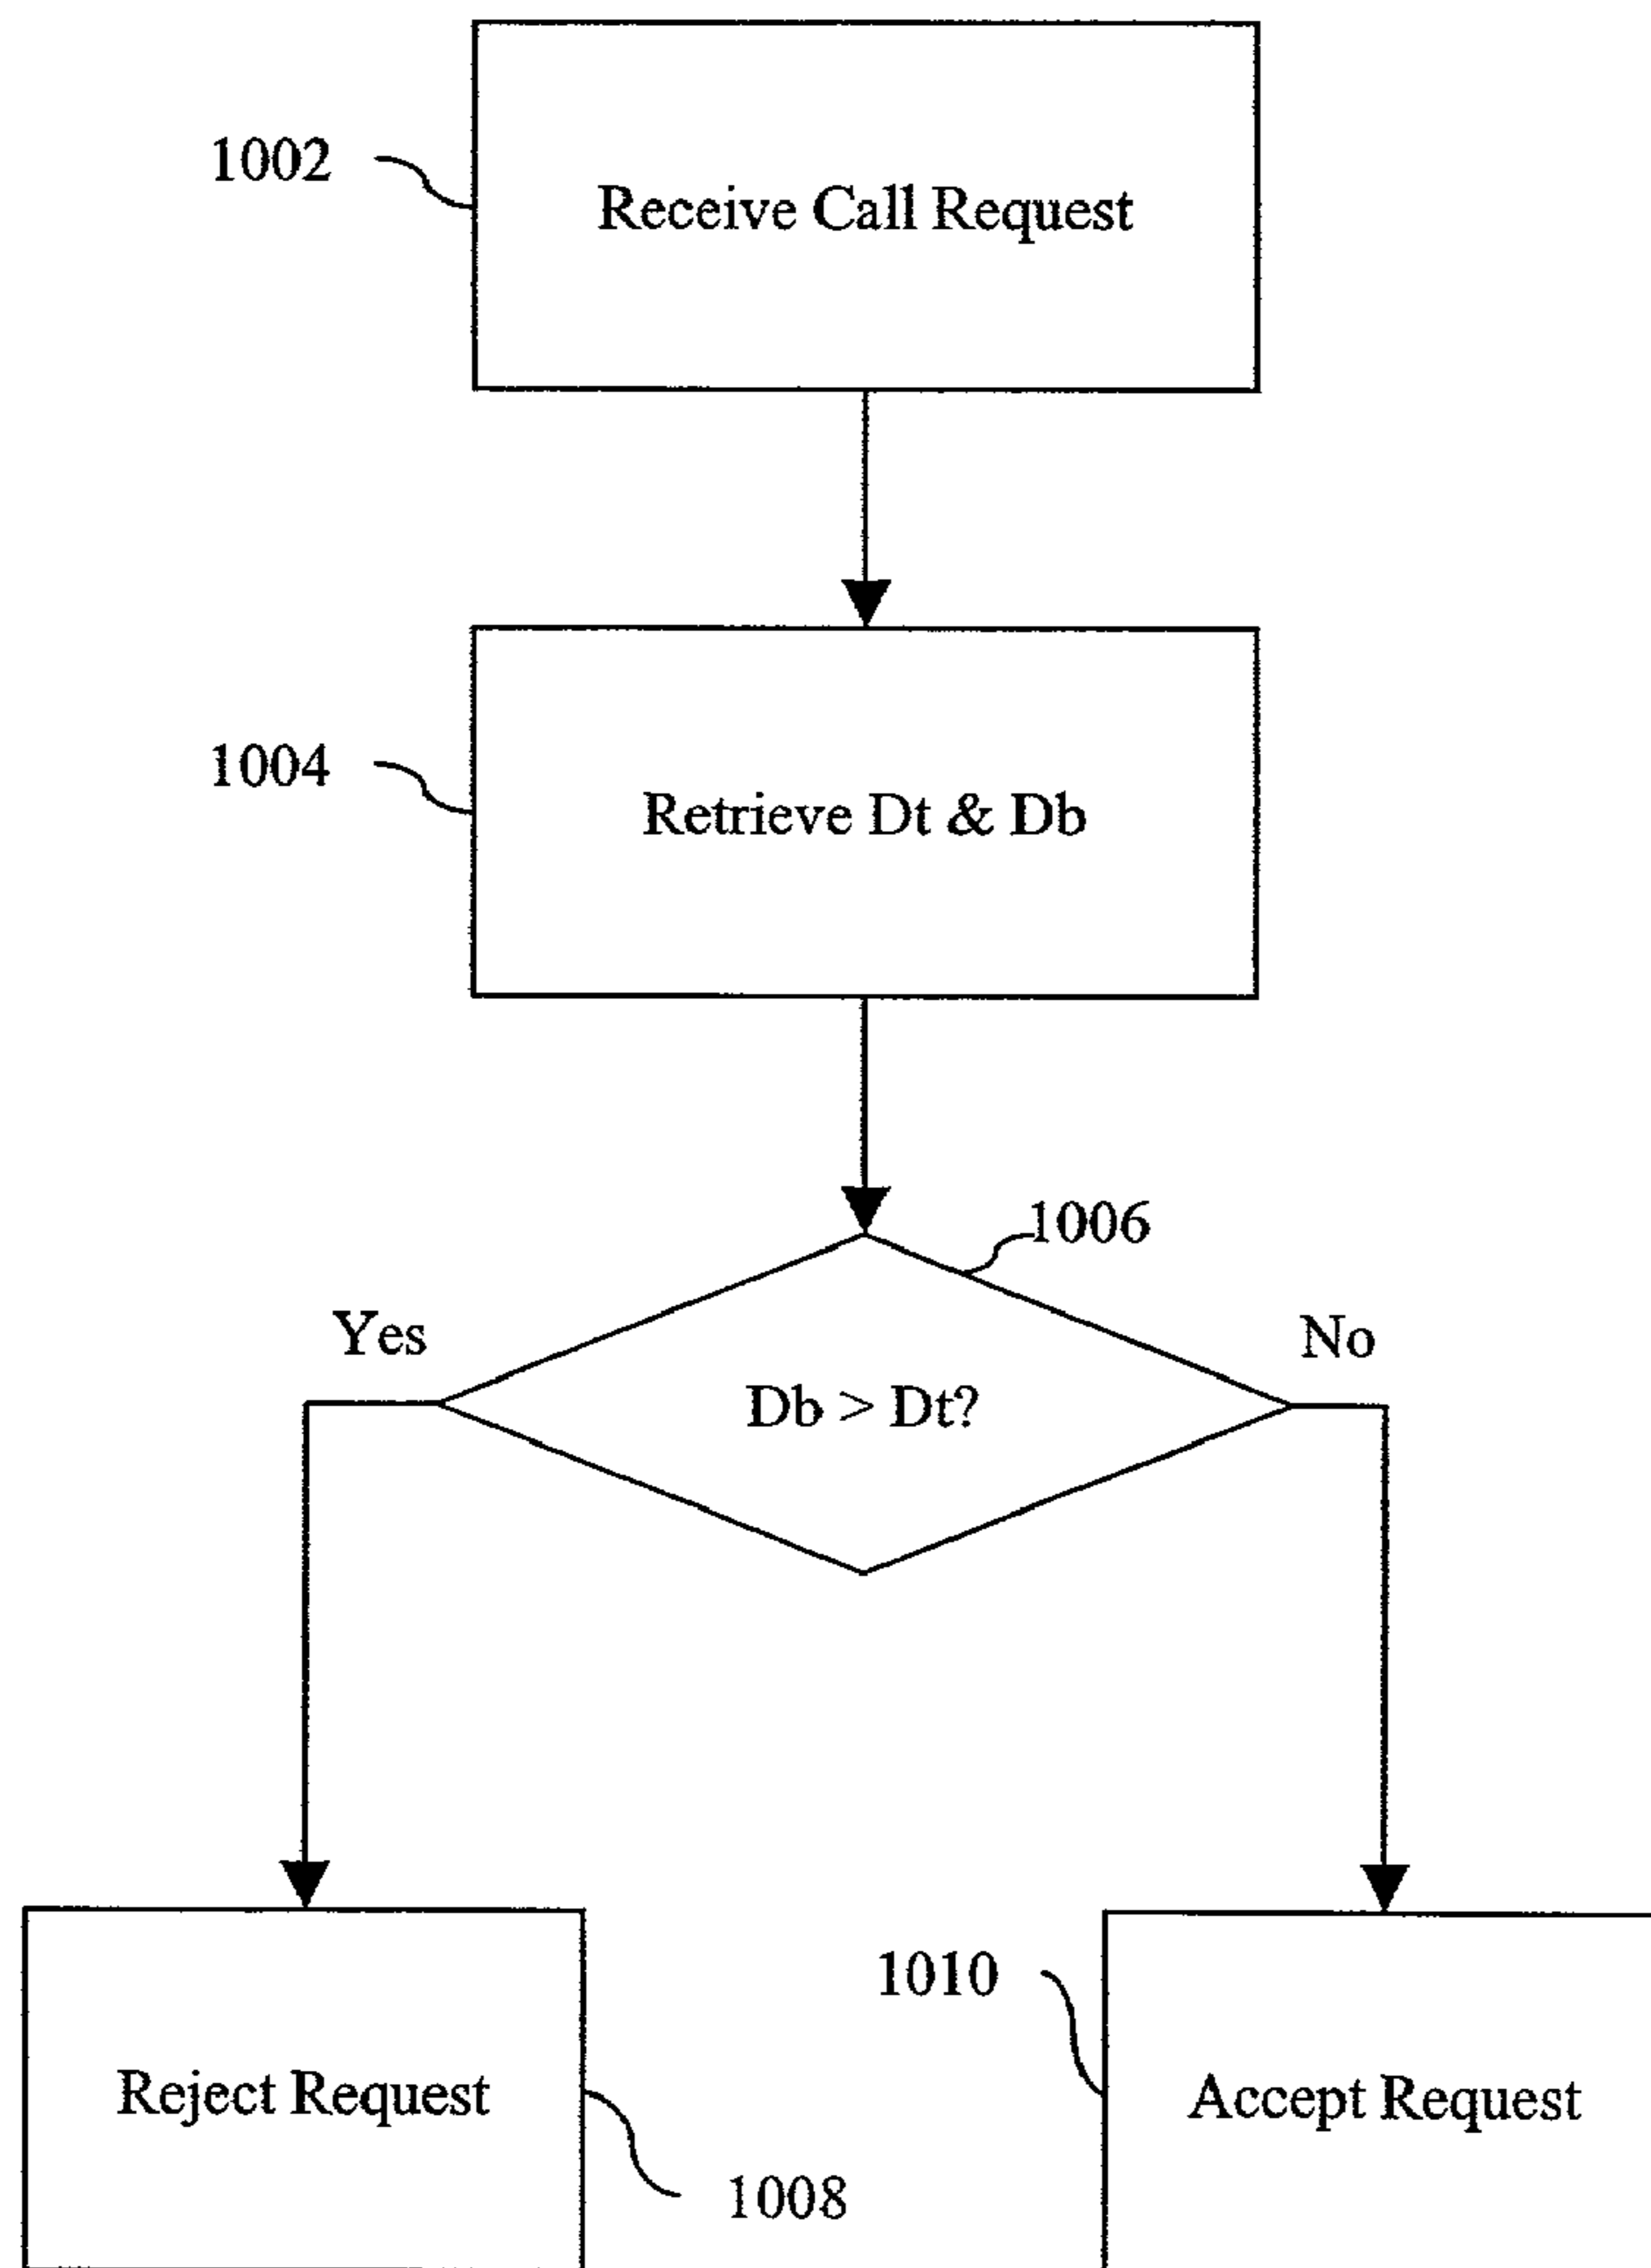 1002
Receive Call Request
1004
Retrieve Dt & Db
1006
Yes
No
Db > Dt?
1010
Reject Request
Accept Request
1008